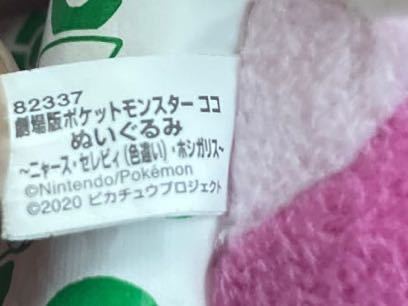 82337
劇場版ポケットモンスター ココ
ぬいぐるみ
~ニャース・セレビィ(色違い)・ホシガリス~
©Nintendo/Pokémon
©2020 ピカチュウプロジェクト